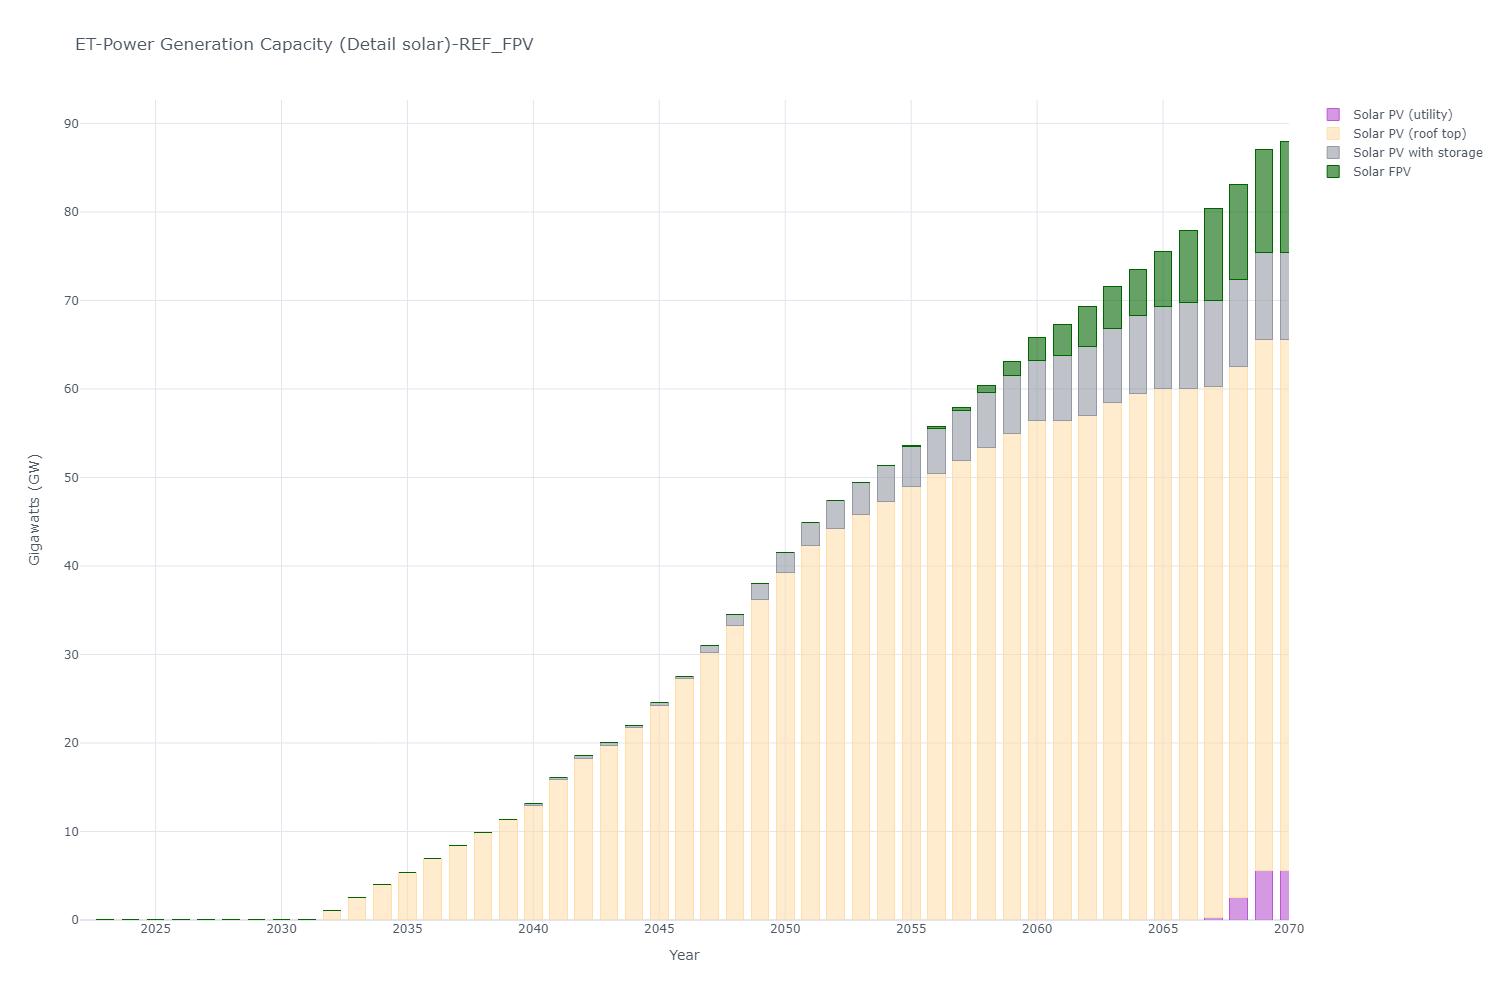 ET-Power Generation Capacity (Detail solar)-REF_FPV
Solar PV (utility)
Solar PV (roof top)
Solar PV with storage
Solar FPV
90
80
70
60
50
40
30
20
10
0
Gigawatts (GW)
2025
2030
2035
2040
2045
2050
2055
2060
2065
2070
Year